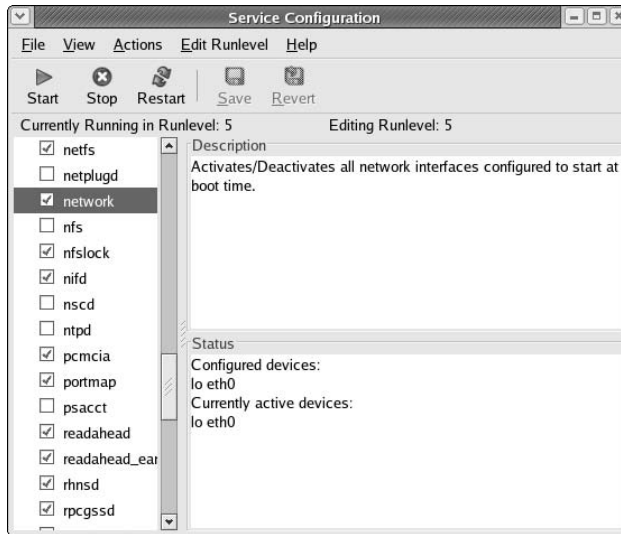 Service Configuration
File View Actions Edit Runlevel Help
Start Stop Restart Save Revert
Currently Running in Runlevel: 5 Editing Runlevel: 5
netfs
netplugd
network
nfs
nfslock
nifd
nscd
ntpd
pcmcia
portmap
psacct
readahead
readahead_ear
rhnsd
rpcgssd
Description
Activates/Deactivates all network interfaces configured to start at
boot time.
Status
Configured devices:
lo eth0
Currently active devices:
lo eth0